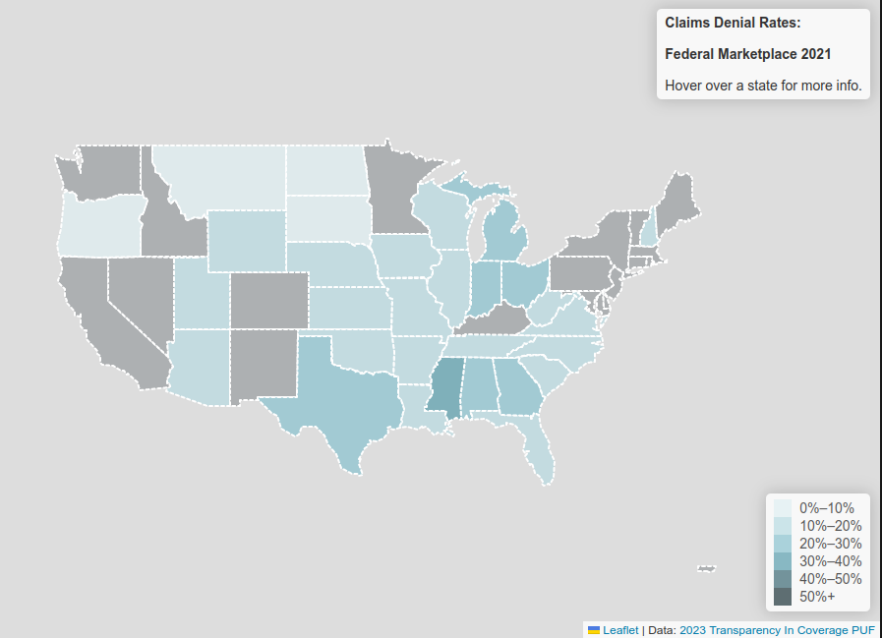 Claims Denial Rates:
Federal Marketplace 2021
Hover over a state for more info.
0%–10%
10%–20%
20%–30%
30%–40%
40%–50%
50%+
Leaflet | Data: 2023 Transparency In Coverage PUF